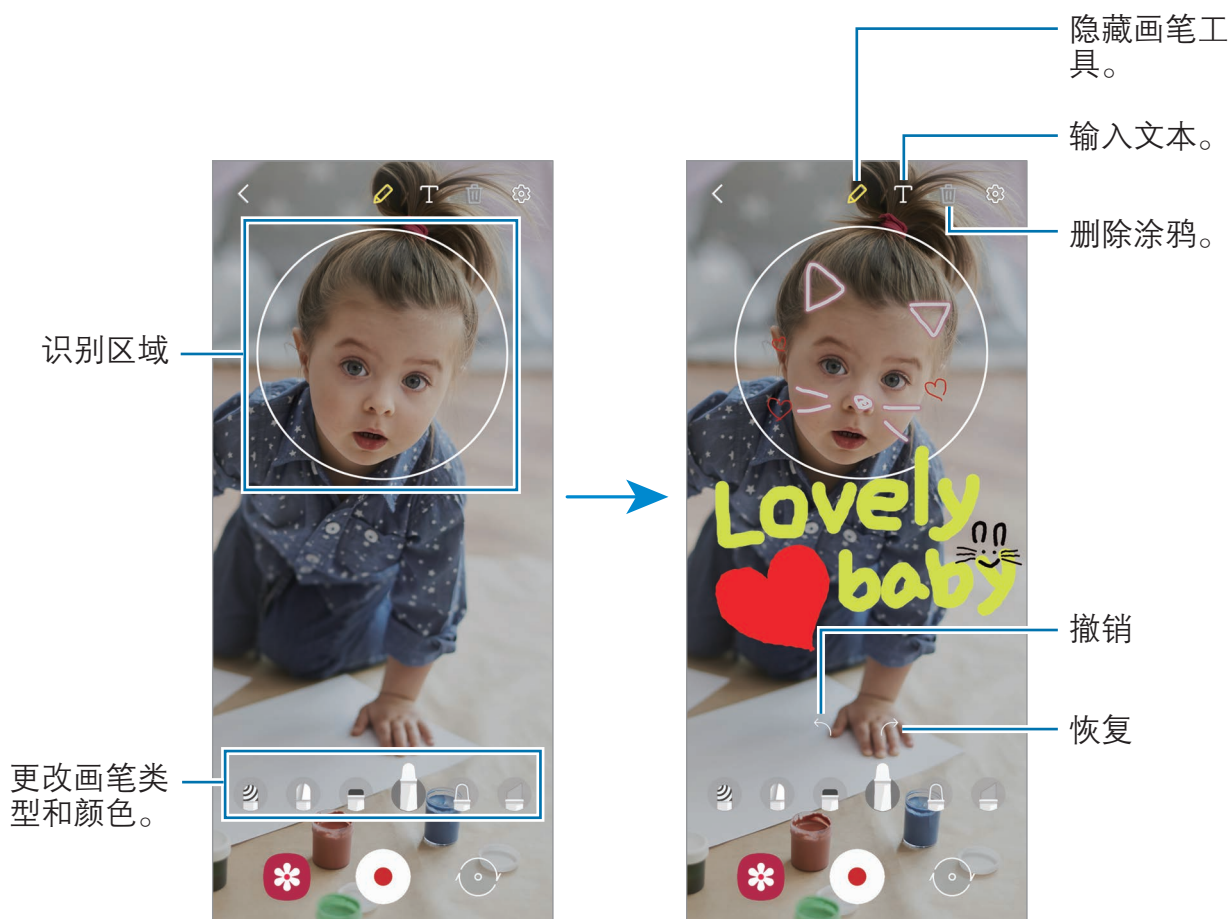 隐藏画笔工
具。
输入文本。
删除涂鸦。
识别区域
Lovely
baby
撤销
恢复
更改画笔类
型和颜色。